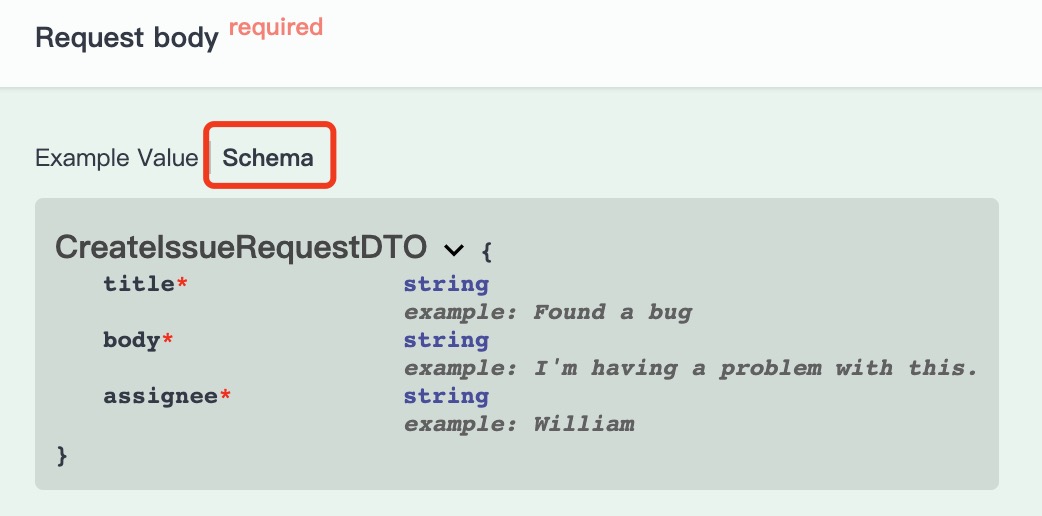 Request body required
Example Value Schema
CreateIssueRequestDTO {
title* string
example: Found a bug
body* string
example: I'm having a problem with this.
assignee* string
example: William
}